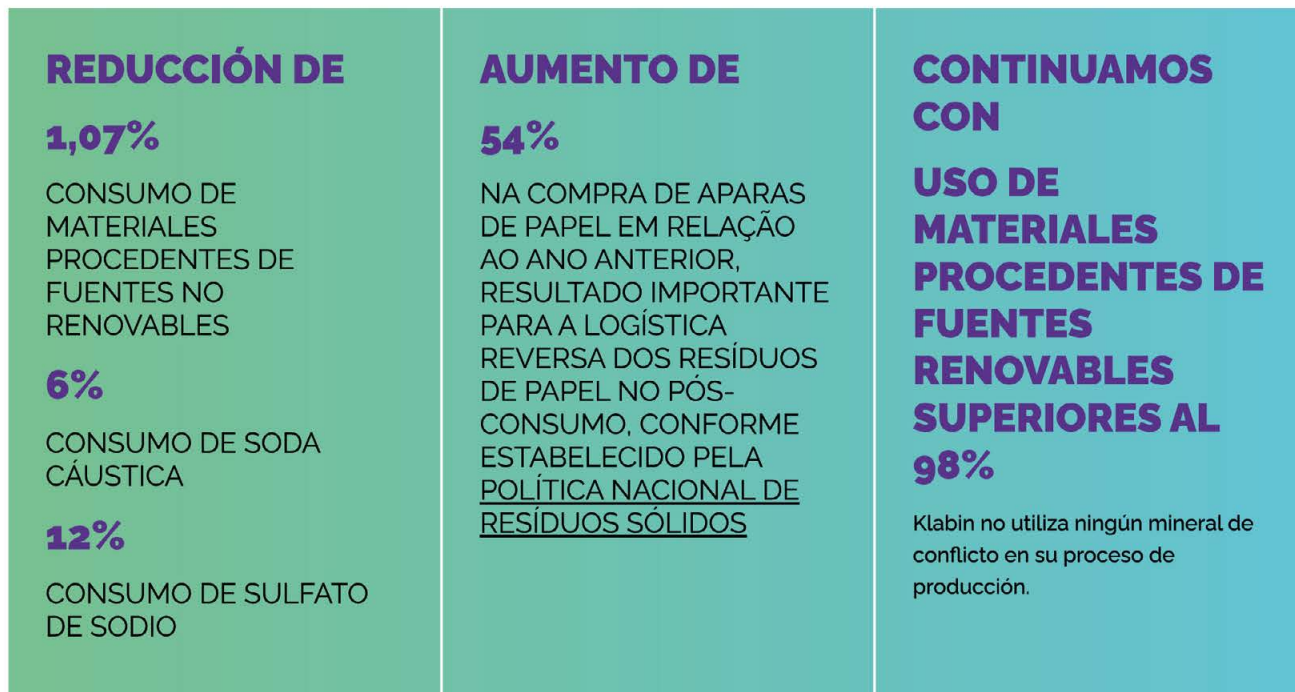 REDUCCIÓN DE
1,07%
CONSUMO DE
MATERIALES
PROCEDENTES DE
FUENTES NO
RENOVABLES
6%
CONSUMO DE SODA
CÁUSTICA
12%
CONSUMO DE SULFATO
DE SODIO
AUMENTO DE
54%
NA COMPRA DE APARAS
DE PAPEL EM RELAÇÃO
AO ANO ANTERIOR,
RESULTADO IMPORTANTE
PARA A LOGÍSTICA
REVERSA DOS RESÍDUOS
DE PAPEL NO PÓS-
CONSUMO, CONFORME
ESTABELECIDO PELA
POLÍTICA NACIONAL DE
RESÍDUOS SÓLIDOS
CONTINUAMOS
CON
USO DE
MATERIALES
PROCEDENTES DE
FUENTES
RENOVABLES
SUPERIORES AL
98%
Klabin no utiliza ningún mineral de
conflicto en su proceso de
producción.